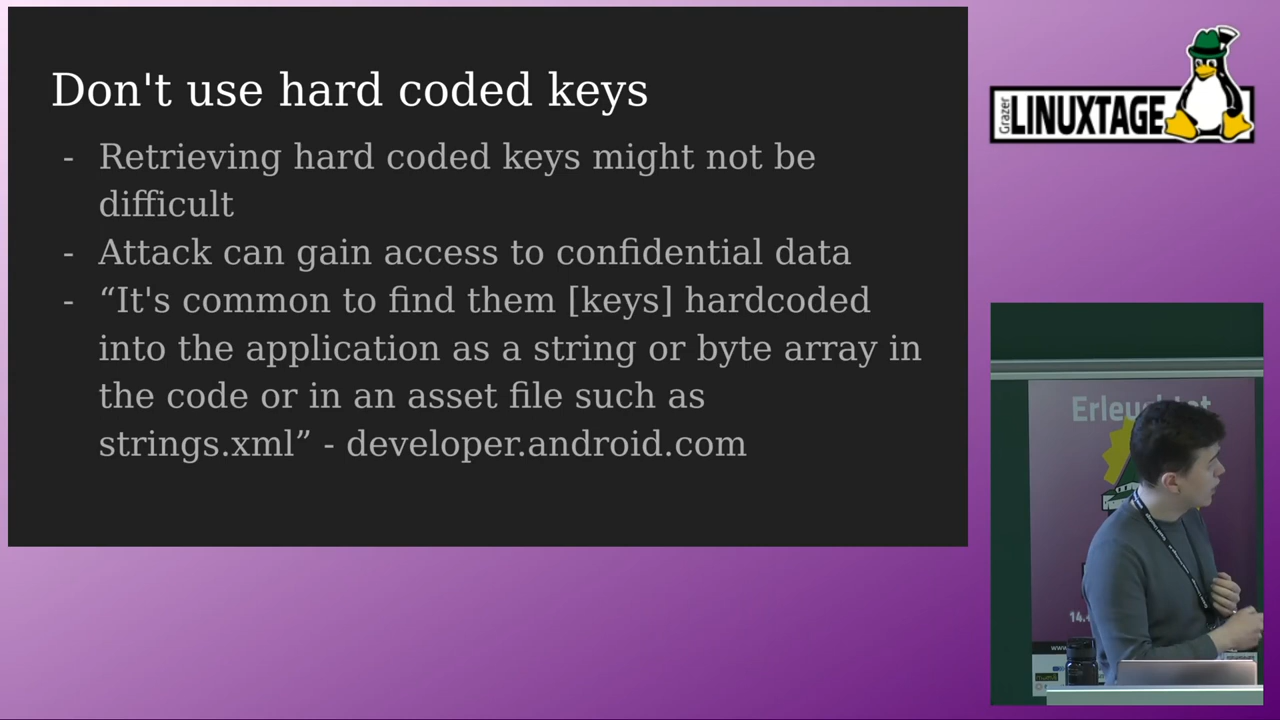 Don't use hard coded keys
- Retrieving hard coded keys might not be
difficult
- Attack can gain access to confidential data
- “It's common to find them [keys] hardcoded
into the application as a string or byte array in
the code or in an asset file such as
strings.xml” - developer.android.com
Grazer
LINUXTAGE
14.
www